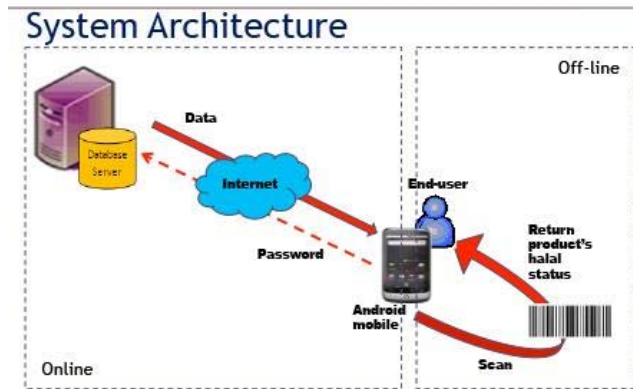 System Architecture
Off-line
Data
Database
Server
Internet
End-user
Return
product's
halal
status
Password
Android
mobile
Scan
Online